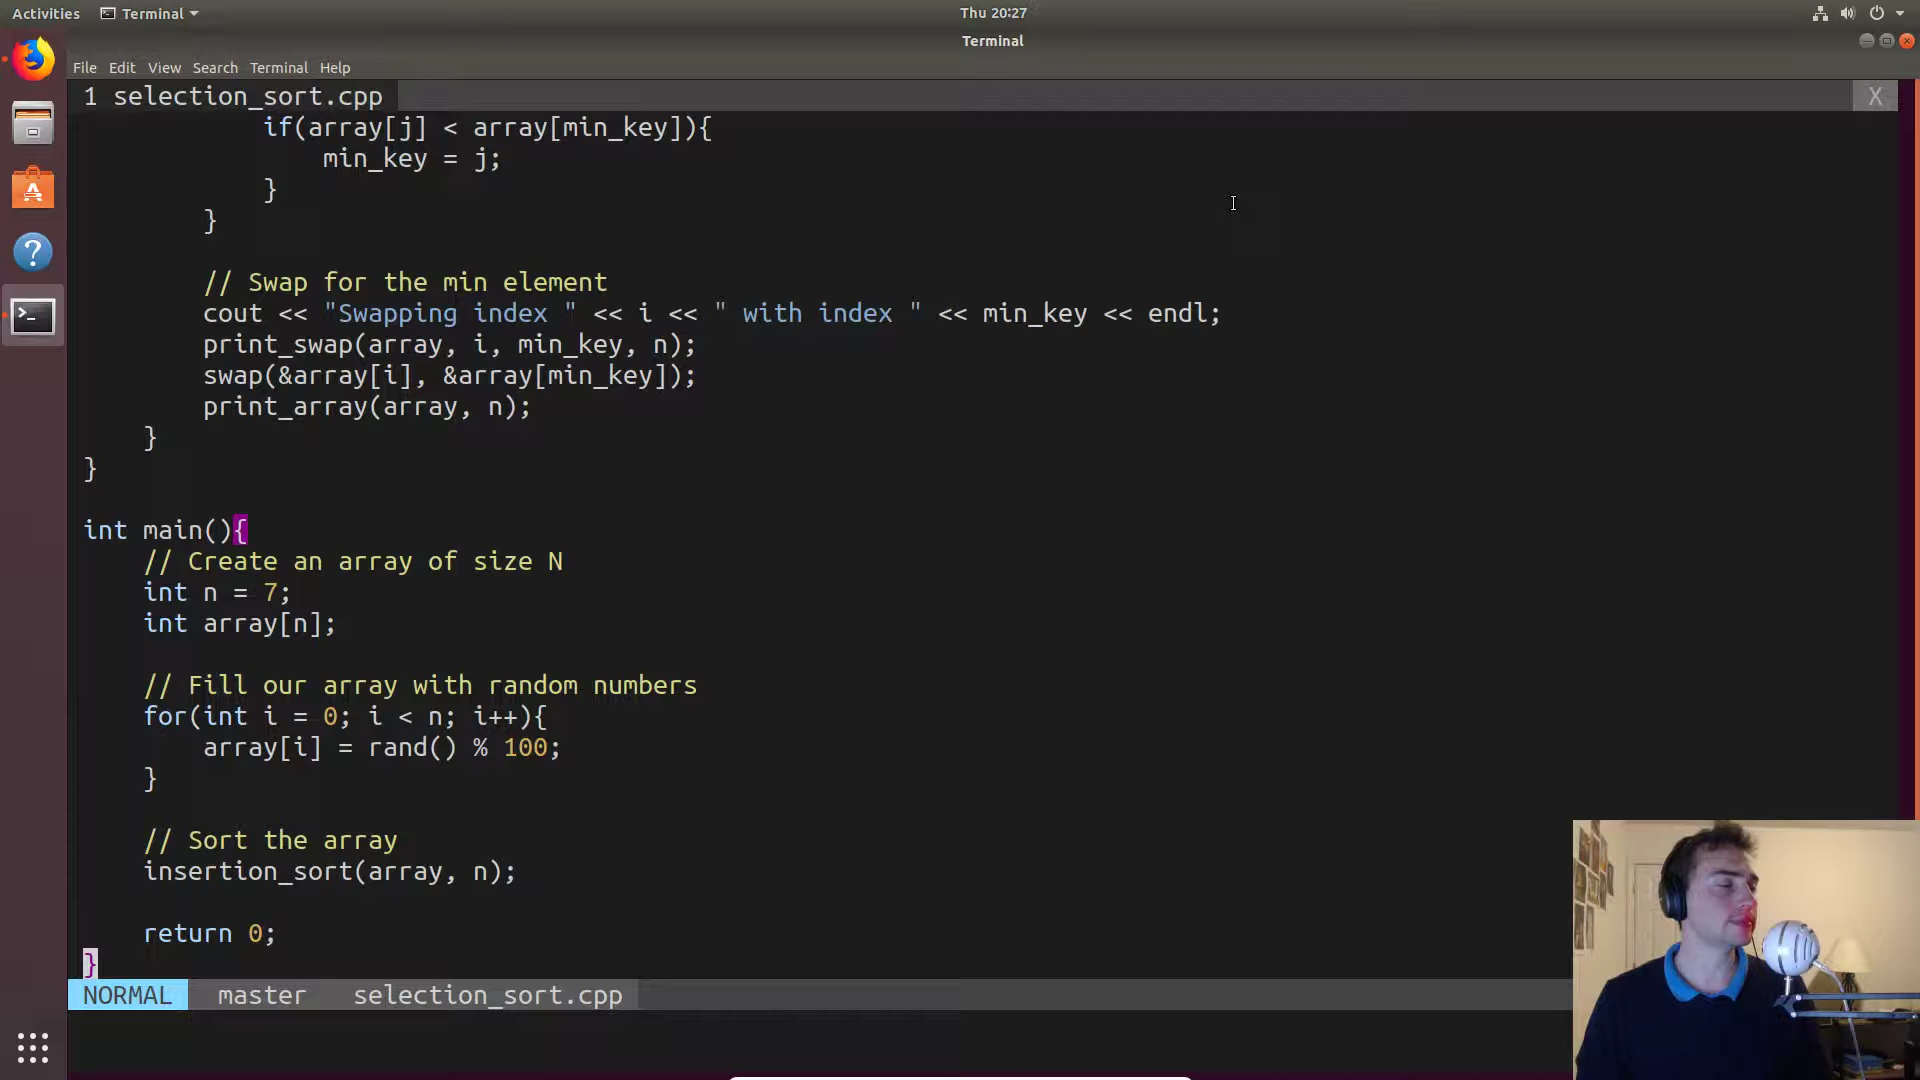 Activities
Terminal
Thu 20:27
Terminal
File Edit View Search Terminal Help
1 selection_sort.cpp X
if(array[j] < array[min_key]){
min_key = j;
}
}
// Swap for the min element
cout << "Swapping index " << i << " with index " << min_key << endl;
print_swap(array, i, min_key, n);
swap(&array[i], &array[min_key]);
print_array(array, n);
}
}
int main(){
// Create an array of size N
int n = 7;
int array[n];
// Fill our array with random numbers
for(int i = 0; i < n; i++){
array[i] = rand() % 100;
}
// Sort the array
insertion_sort(array, n);
return 0;
}
NORMAL master selection_sort.cpp